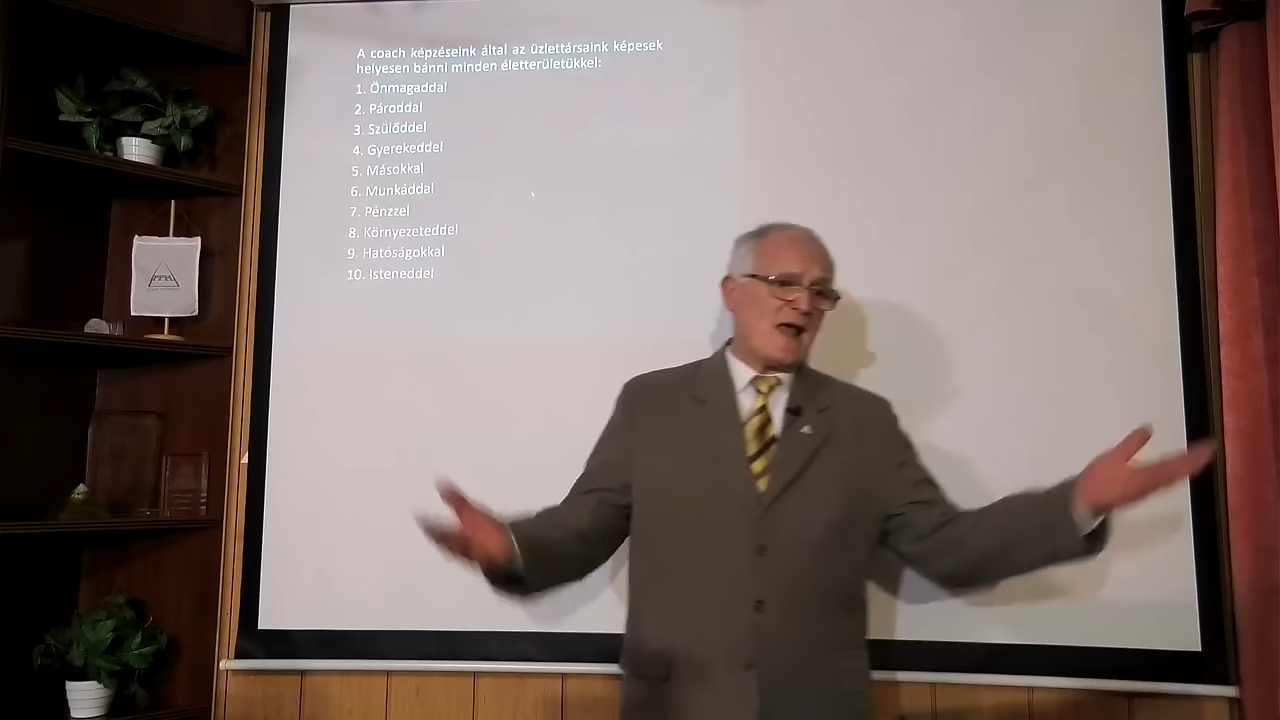 A coach képzéseink által az üzlettársaink képesek
helyesen bánni minden életterületükkel:
1. Önmagaddal
2. Pároddal
3. Szülőddel
4. Gyerekeddel
5. Másokkal
6. Munkáddal
7. Pénzzel
8. Környezeteddel
9. Hatóságokkal
10. Isteneddel